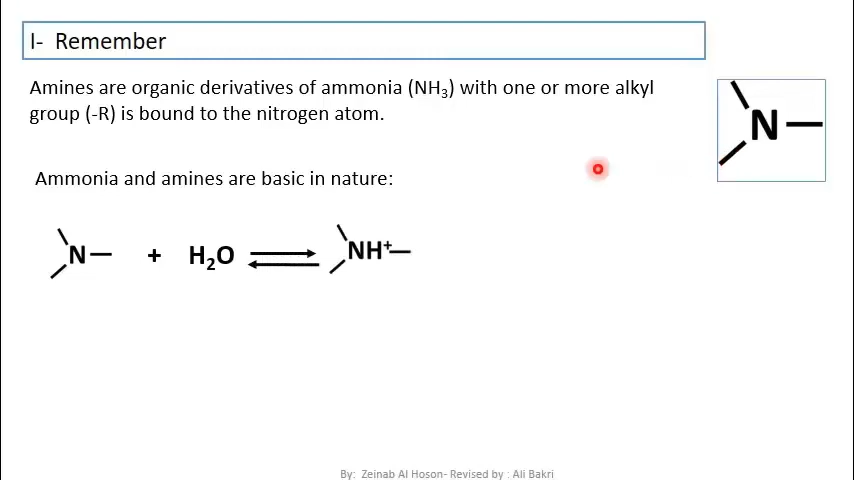 I- Remember
Amines are organic derivatives of ammonia (NH₃) with one or more alkyl
group (-R) is bound to the nitrogen atom.
N
Ammonia and amines are basic in nature:
N + H₂O ⇌ NH⁺
By: Zeinab Al Hoson- Revised by : Ali Bakri